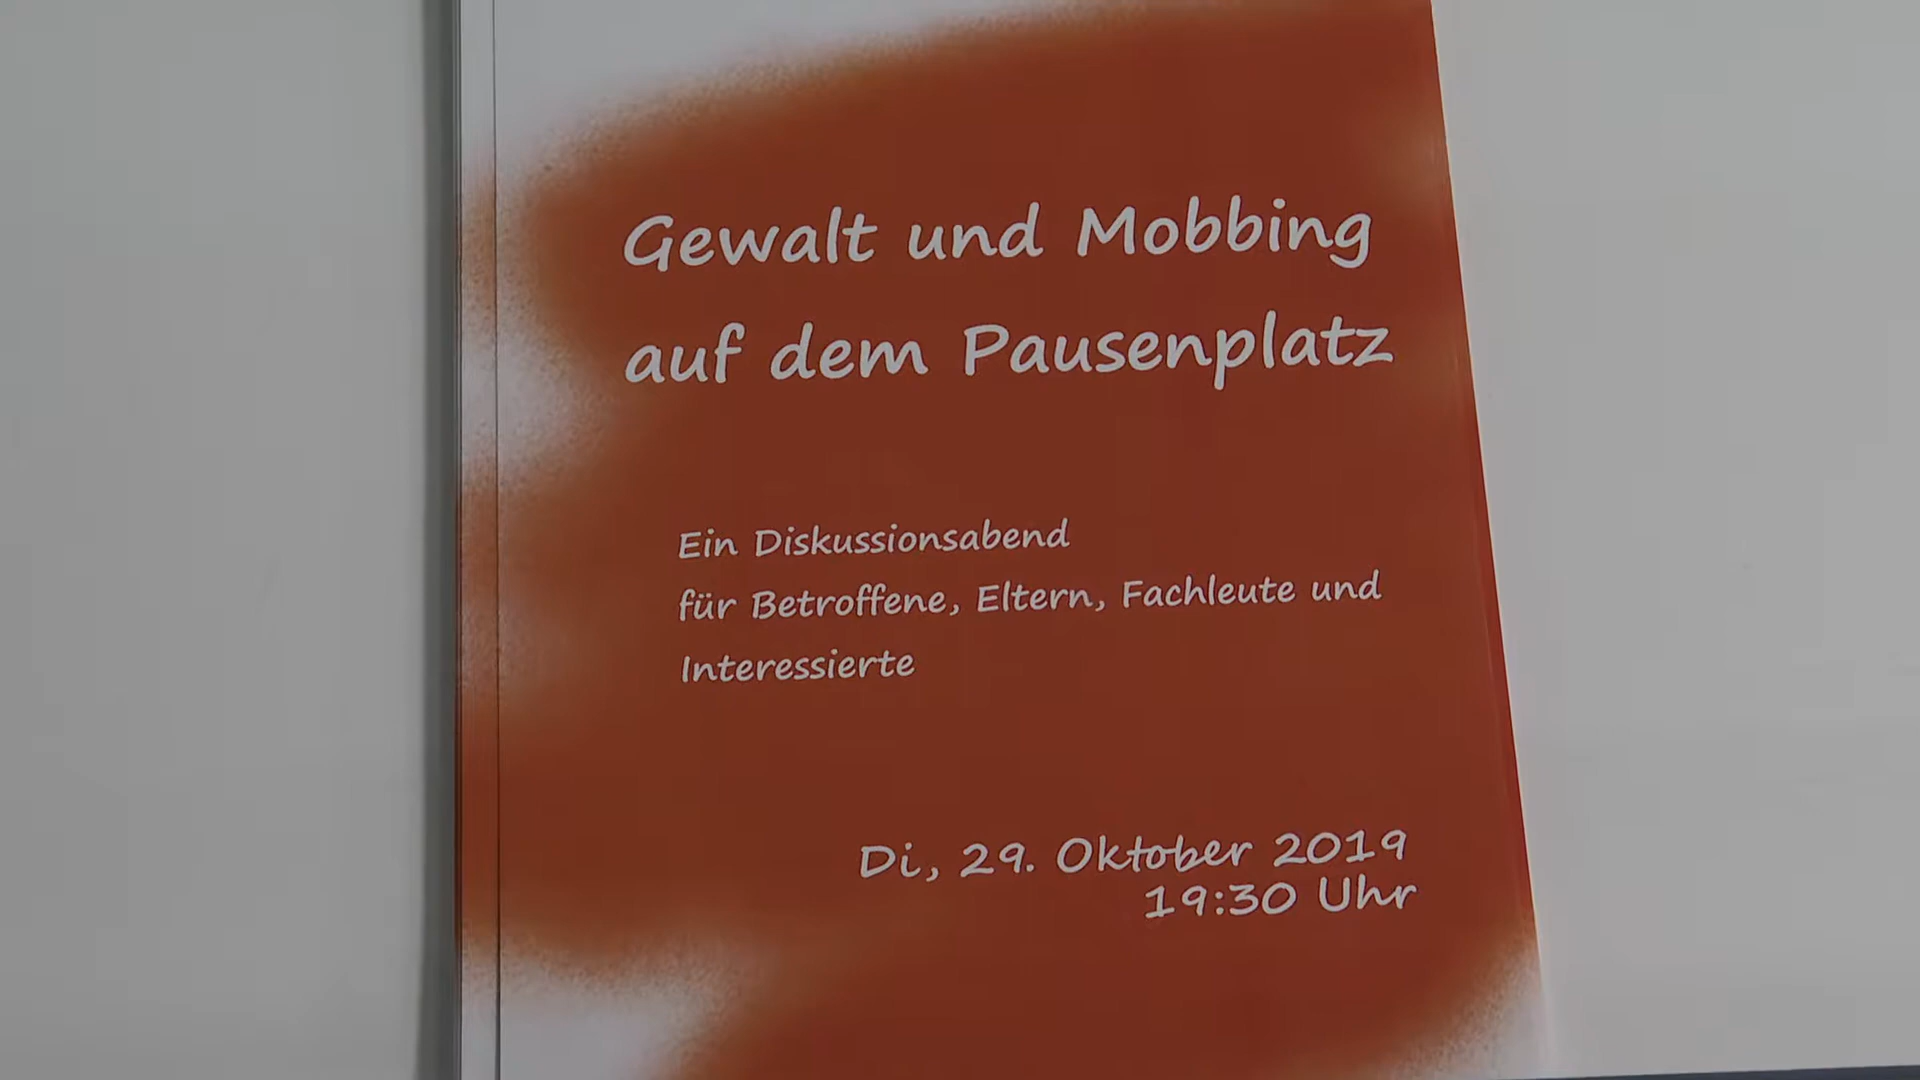 Gewalt und Mobbing
auf dem Pausenplatz
Ein Diskussionsabend
für Betroffene, Eltern, Fachleute und
Interessierte
Di, 29. Oktober 2019
19:30 Uhr